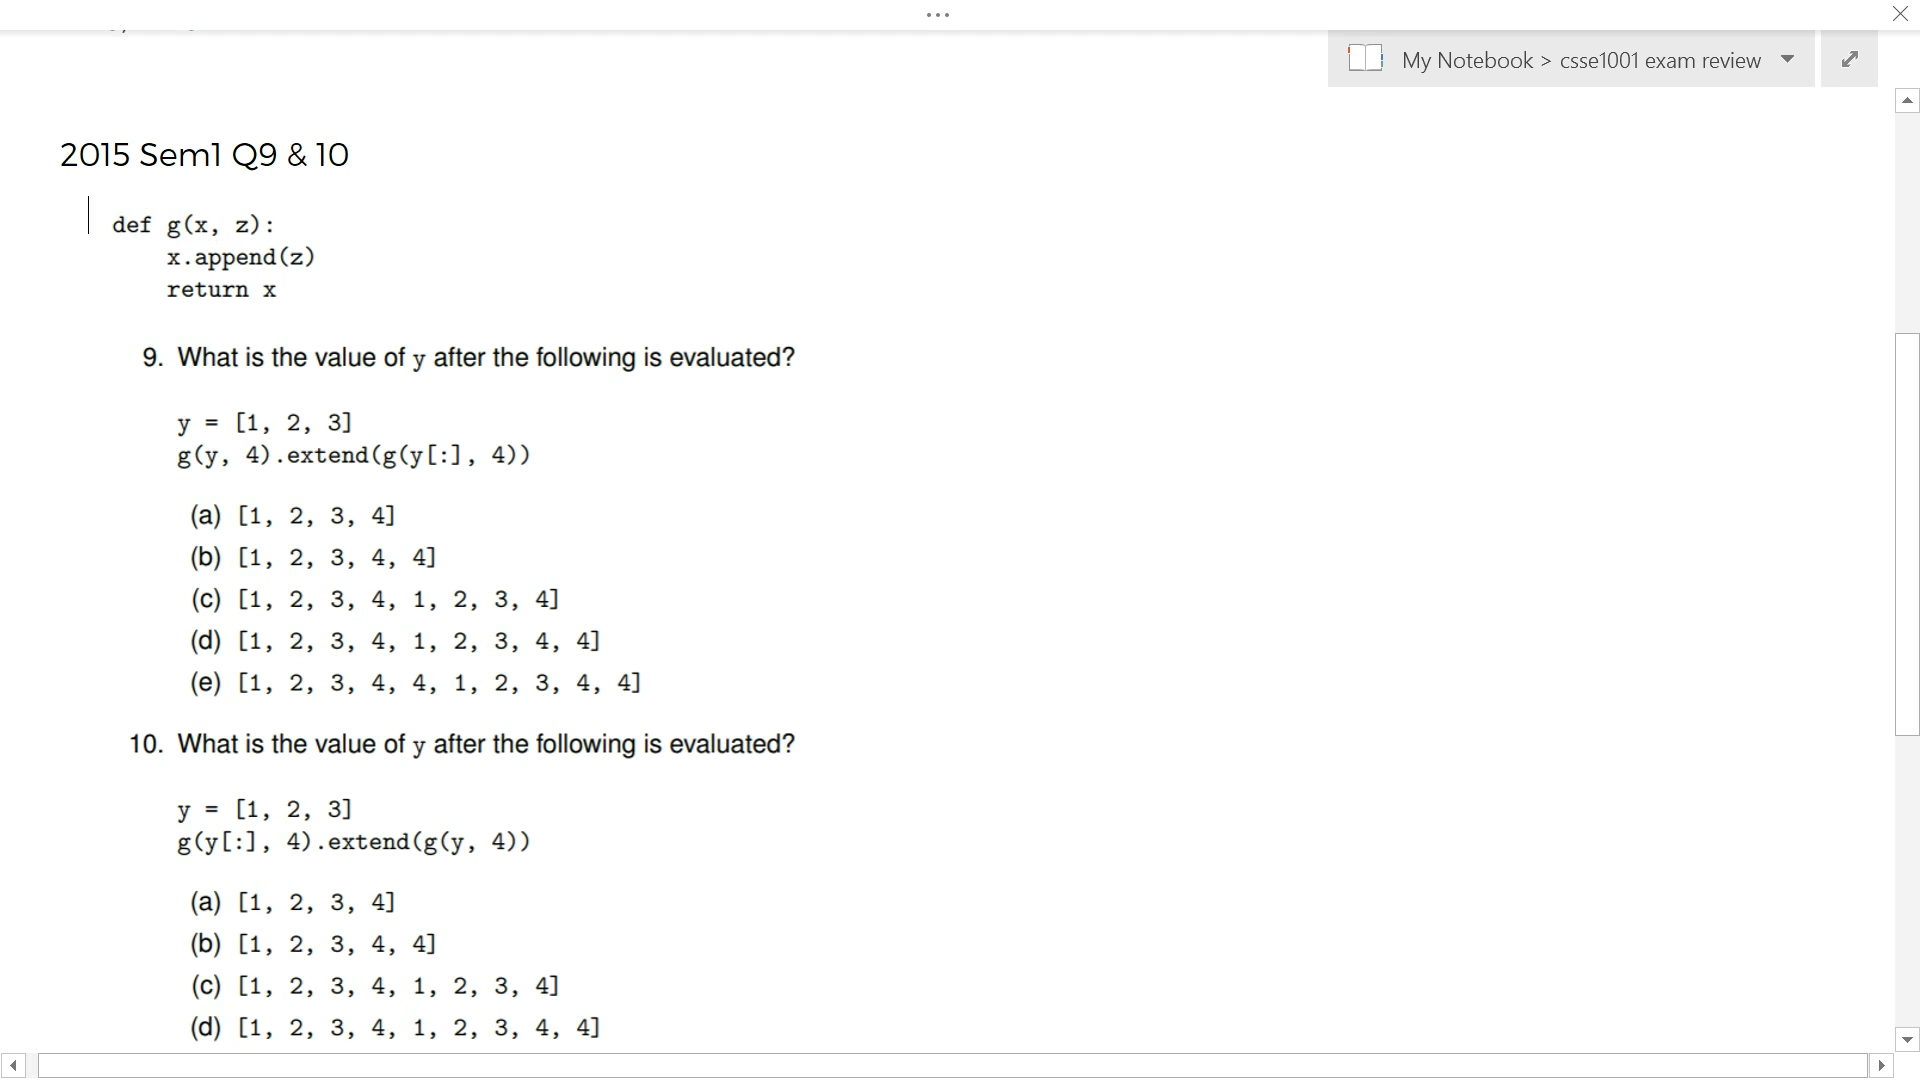 My Notebook > csse1001 exam review
2015 Sem1 Q9 & 10
def g(x, z):
x.append(z)
return x
9. What is the value of y after the following is evaluated?
y = [1, 2, 3]
g(y, 4).extend(g(y[:], 4))
(a) [1, 2, 3, 4]
(b) [1, 2, 3, 4, 4]
(c) [1, 2, 3, 4, 1, 2, 3, 4]
(d) [1, 2, 3, 4, 1, 2, 3, 4, 4]
(e) [1, 2, 3, 4, 4, 1, 2, 3, 4, 4]
10. What is the value of y after the following is evaluated?
y = [1, 2, 3]
g(y[:], 4).extend(g(y, 4))
(a) [1, 2, 3, 4]
(b) [1, 2, 3, 4, 4]
(c) [1, 2, 3, 4, 1, 2, 3, 4]
(d) [1, 2, 3, 4, 1, 2, 3, 4, 4]